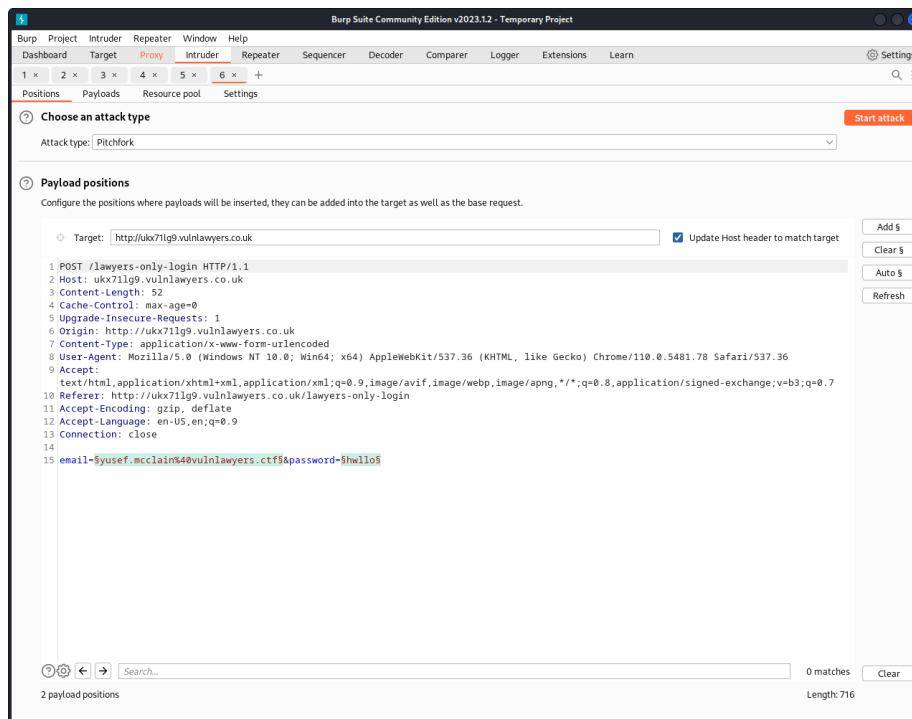 Burp Suite Community Edition v2023.1.2 - Temporary Project
Burp Project Intruder Repeater Window Help
Dashboard Target Proxy Intruder Repeater Sequencer Decoder Comparer Logger Extensions Learn Settings
1 × 2 × 3 × 4 × 5 × 6 × +
Positions Payloads Resource pool Settings
? Choose an attack type Start attack
Attack type: Pitchfork
? Payload positions
Configure the positions where payloads will be inserted, they can be added into the target as well as the base request.
Target: http://ukx71lg9.vulnlawyers.co.uk Update Host header to match target
Add §
Clear §
Auto §
Refresh
1 POST /lawyers-only-login HTTP/1.1
2 Host: ukx71lg9.vulnlawyers.co.uk
3 Content-Length: 52
4 Cache-Control: max-age=0
5 Upgrade-Insecure-Requests: 1
6 Origin: http://ukx71lg9.vulnlawyers.co.uk
7 Content-Type: application/x-www-form-urlencoded
8 User-Agent: Mozilla/5.0 (Windows NT 10.0; Win64; x64) AppleWebKit/537.36 (KHTML, like Gecko) Chrome/110.0.5481.78 Safari/537.36
9 Accept:
text/html,application/xhtml+xml,application/xml;q=0.9,image/avif,image/webp,image/apng,*/*;q=0.8,application/signed-exchange;v=b3;q=0.7
10 Referer: http://ukx71lg9.vulnlawyers.co.uk/lawyers-only-login
11 Accept-Encoding: gzip, deflate
12 Accept-Language: en-US,en;q=0.9
13 Connection: close
14
15 email=§yusef.mcclain%40vulnlawyers.ctf§&password=§hwllo§
? Search... 0 matches Clear
2 payload positions Length: 716